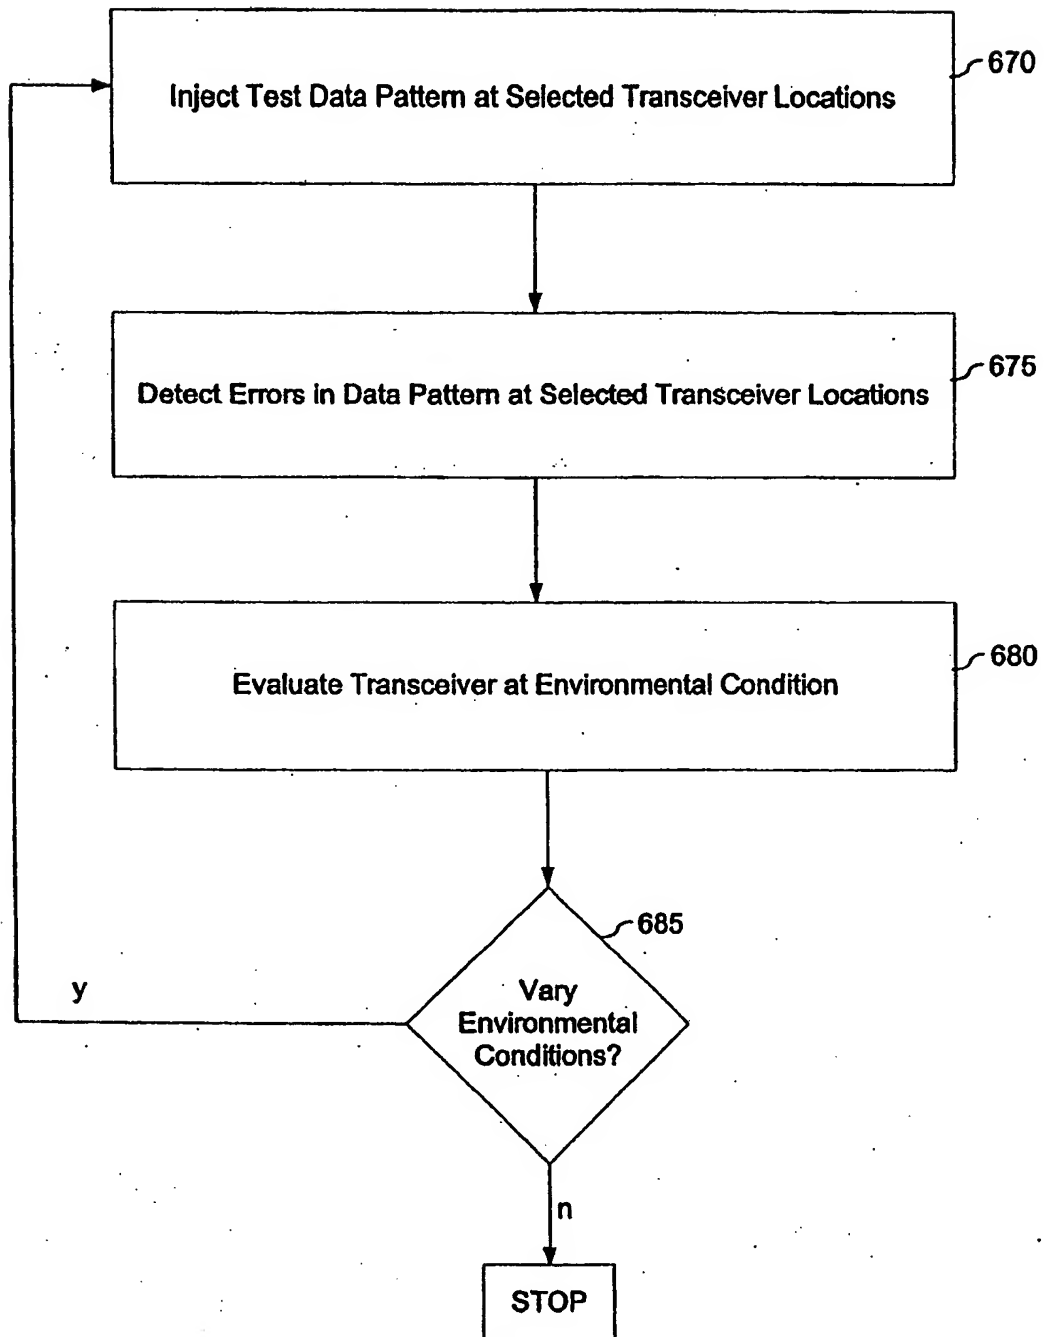 Inject Test Data Pattern at Selected Transceiver Locations
670
Detect Errors in Data Pattern at Selected Transceiver Locations
675
Evaluate Transceiver at Environmental Condition
680
685
Vary
Environmental
Conditions?
y
n
STOP